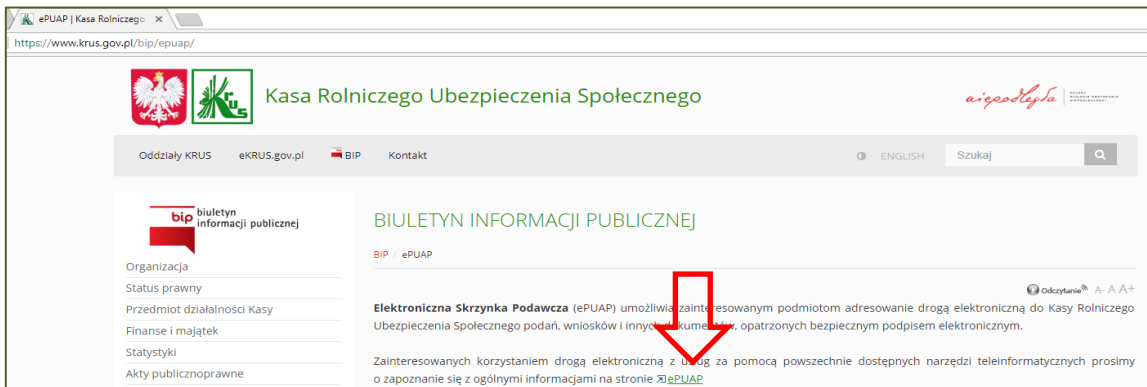 ePUAP | Kasa Rolniczego
https://www.krus.gov.pl/bip/epuap/
Krus
Kasa Rolniczego Ubezpieczenia Społecznego
niepodległa
Oddziały KRUS eKRUS.gov.pl BIP Kontakt ENGLISH Szukaj
bip biuletyn
informacji publicznej
BIULETYN INFORMACJI PUBLICZNEJ
BIP / ePUAP
Organizacja
Status prawny
Przedmiot działalności Kasy
Finanse i majątek
Statystyki
Akty publicznoprawne
Odczytanie A- A A+
Elektroniczna Skrzynka Podawcza (ePUAP) umożliwia zainteresowanym podmiotom adresowanie drogą elektroniczną do Kasy Rolniczego
Ubezpieczenia Społecznego podań, wniosków i innych dokumentów, opatrzonych bezpiecznym podpisem elektronicznym.
Zainteresowanych korzystaniem drogą elektroniczną z usług za pomocą powszechnie dostępnych narzędzi teleinformatycznych prosimy
o zapoznanie się z ogólnymi informacjami na stronie ePUAP